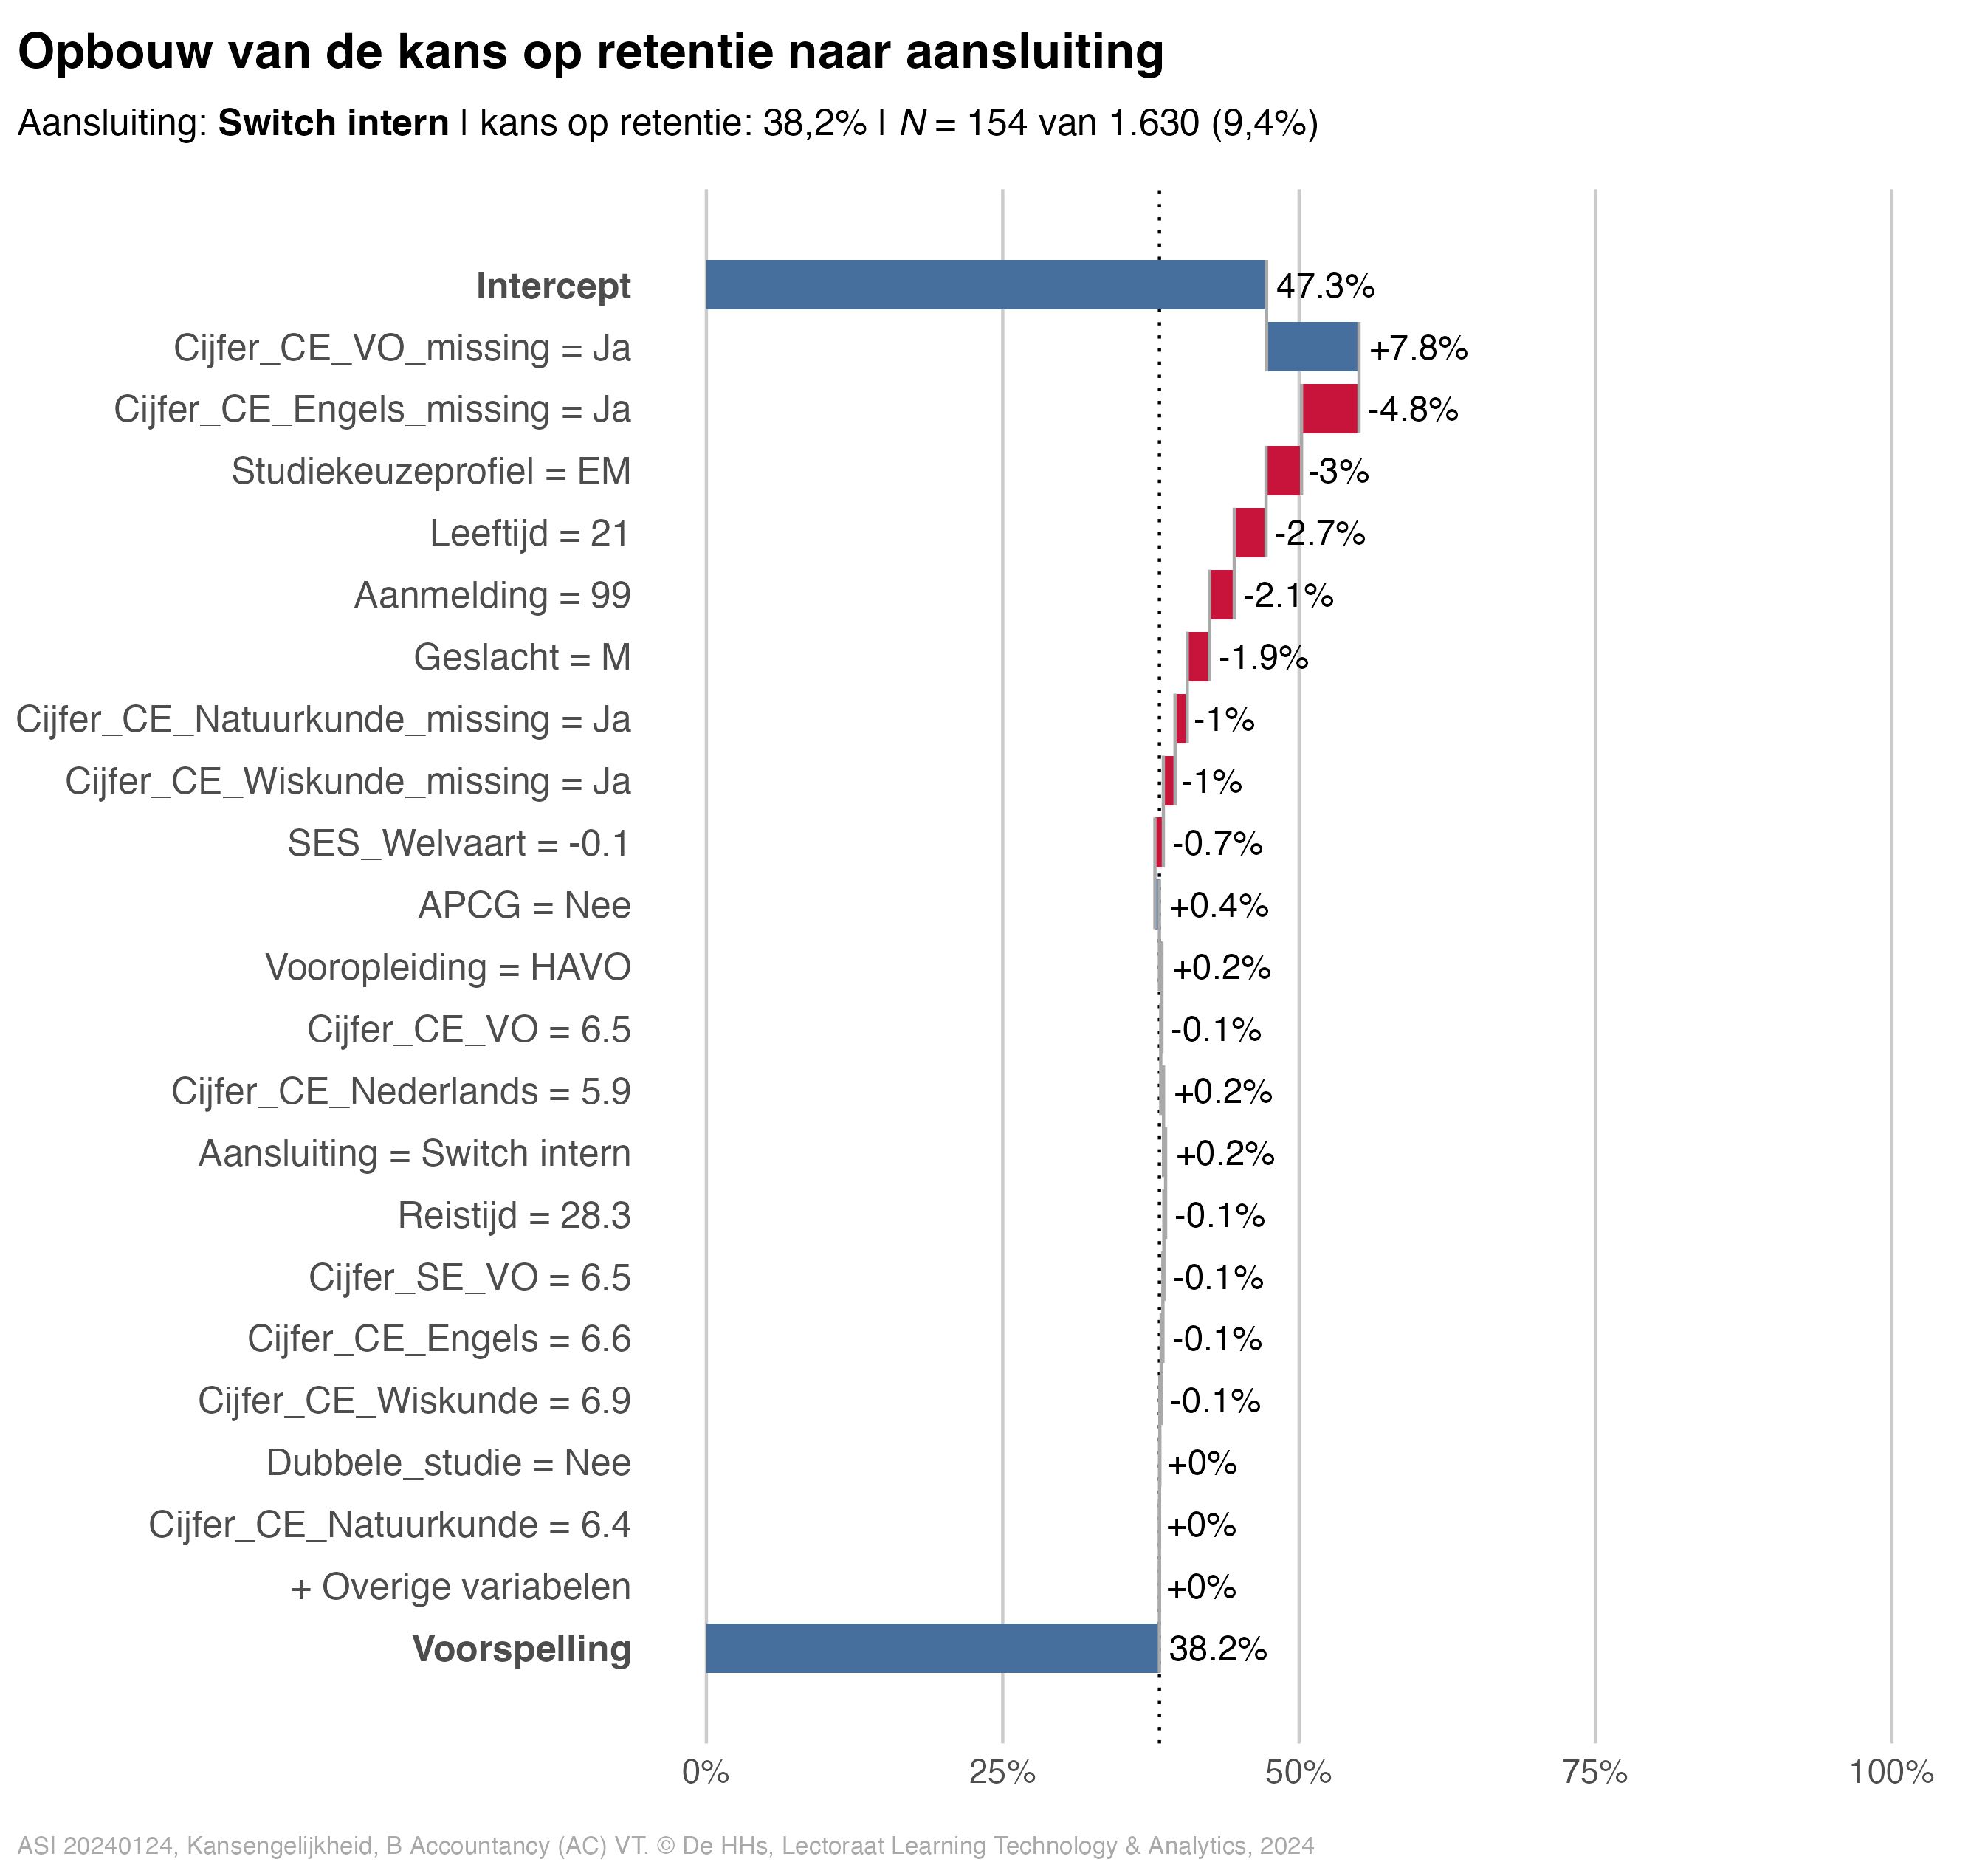 Opbouw van de kans op retentie naar aansluiting
Aansluiting: Switch intern | kans op retentie: 38,2% | N = 154 van 1.630 (9,4%)
Intercept 47.3%
Cijfer_CE_VO_missing = Ja +7.8%
Cijfer_CE_Engels_missing = Ja -4.8%
Studiekeuzeprofiel = EM -3%
Leeftijd = 21 -2.7%
Aanmelding = 99 -2.1%
Geslacht = M -1.9%
Cijfer_CE_Natuurkunde_missing = Ja -1%
Cijfer_CE_Wiskunde_missing = Ja -1%
SES_Welvaart = -0.1 -0.7%
APCG = Nee +0.4%
Vooropleiding = HAVO +0.2%
Cijfer_CE_VO = 6.5 -0.1%
Cijfer_CE_Nederlands = 5.9 +0.2%
Aansluiting = Switch intern +0.2%
Reistijd = 28.3 -0.1%
Cijfer_SE_VO = 6.5 -0.1%
Cijfer_CE_Engels = 6.6 -0.1%
Cijfer_CE_Wiskunde = 6.9 -0.1%
Dubbele_studie = Nee +0%
Cijfer_CE_Natuurkunde = 6.4 +0%
+ Overige variabelen +0%
Voorspelling 38.2%
0% 25% 50% 75% 100%
ASI 20240124, Kansengelijkheid, B Accountancy (AC) VT. © De HHs, Lectoraat Learning Technology & Analytics, 2024